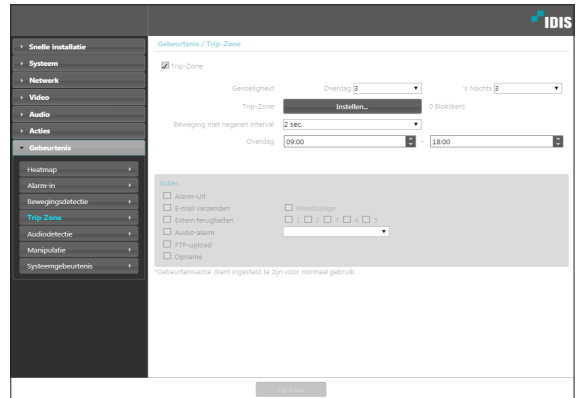 IDIS
Snelle installatie
Systeem
Netwerk
Video
Audio
Acties
Gebeurtenis
Heatmap
Alarm-in
Bewegingsdetectie
Trip-Zone
Audiodetectie
Manipulatie
Systeemgebeurtenis
Gebeurtenis / Trip-Zone
Trip-Zone
Gevoeligheid Overdag 3 's Nachts 3
Trip-Zone Instellen... 0 Blok(ken)
Beweging met negeren interval 2 sec.
Overdag 09:00 - 18:00
Acties
Alarm-Uit
E-mail verzenden Beeldbijlage
Extern terugbellen 1 2 3 4 5
Audio-alarm
FTP-upload
Opname
*Gebeurtenisactie dient ingesteld te zijn voor normaal gebruik.
Opslaan